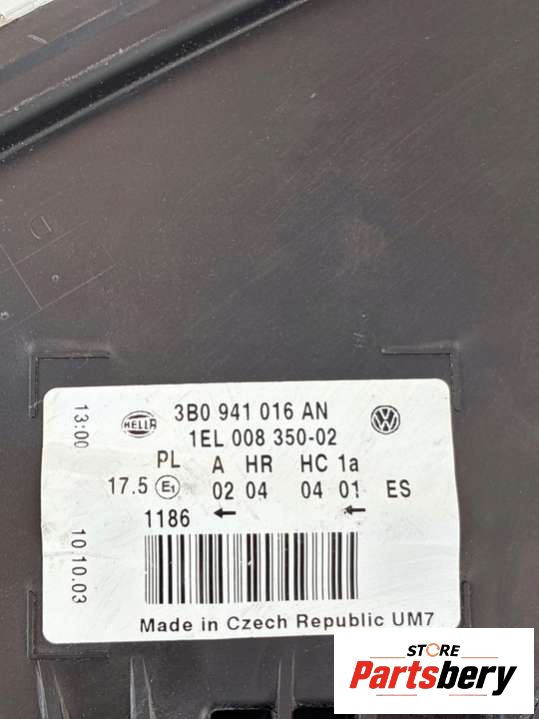 13:00
HELLA
3B0 941 016 AN
1EL 008 350-02
PL A HR HC 1a
17.5 E1 02 04 04 01 ES
1186
10 10.03
Made in Czech Republic UM7
STORE
Partsbery